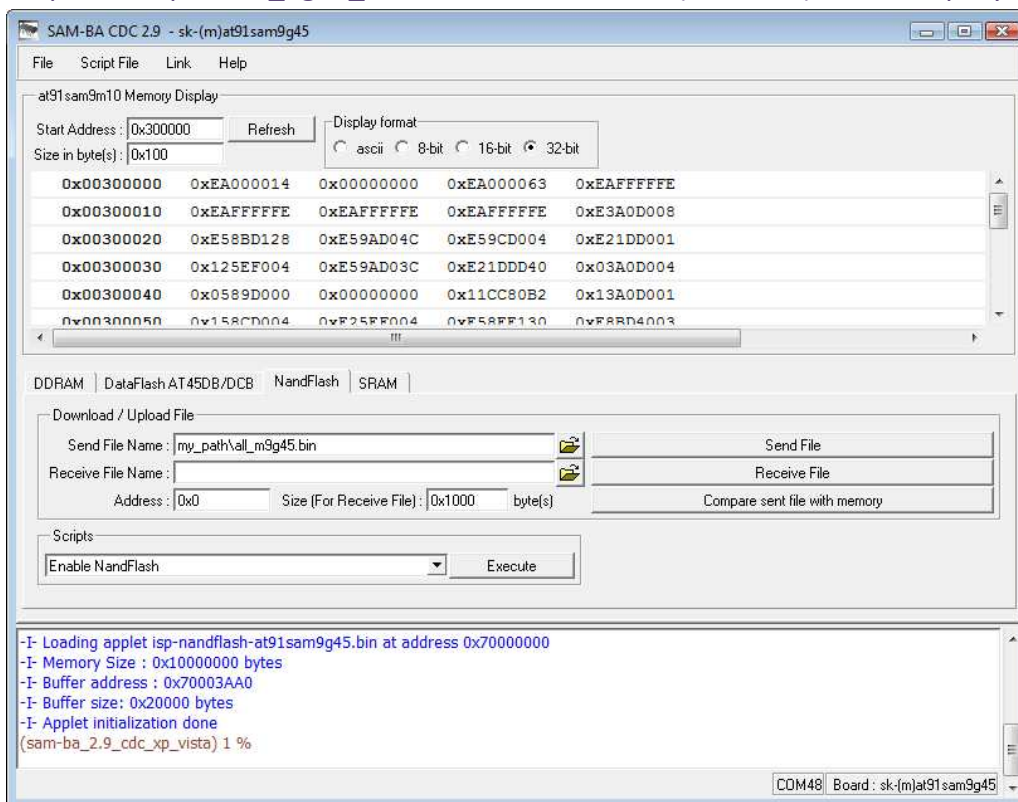 SAM-BA CDC 2.9 - sk-(m)at91sam9g45
File Script File Link Help
at91sam9m10 Memory Display
Start Address : 0x300000 Refresh
Size in byte(s) : 0x100
Display format
ascii 8-bit 16-bit 32-bit
0x00300000 0xEA000014 0x00000000 0xEA000063 0xEAFFFFFE
0x00300010 0xEAFFFFFE 0xEAFFFFFE 0xEAFFFFFE 0xE3A0D008
0x00300020 0xE58BD128 0xE59AD04C 0xE59CD004 0xE21DD001
0x00300030 0x125EF004 0xE59AD03C 0xE21DDD40 0x03A0D004
0x00300040 0x0589D000 0x00000000 0x11CC80B2 0x13A0D001
0x00300050 0x158CD004 0xE25EF004 0xE58EE130 0xE8BD4003
DDRAM DataFlash AT45DB/DCB NandFlash SRAM
Download / Upload File
Send File Name : my_path\all_m9g45.bin Send File
Receive File Name : Receive File
Address : 0x0 Size (For Receive File) : 0x1000 byte(s) Compare sent file with memory
Scripts
Enable NandFlash Execute
-I- Loading applet isp-nandflash-at91sam9g45.bin at address 0x70000000
-I- Memory Size : 0x10000000 bytes
-I- Buffer address : 0x70003AA0
-I- Buffer size: 0x20000 bytes
-I- Applet initialization done
(sam-ba_2.9_cdc_xp_vista) 1 %
COM48 Board : sk-(m)at91sam9g45